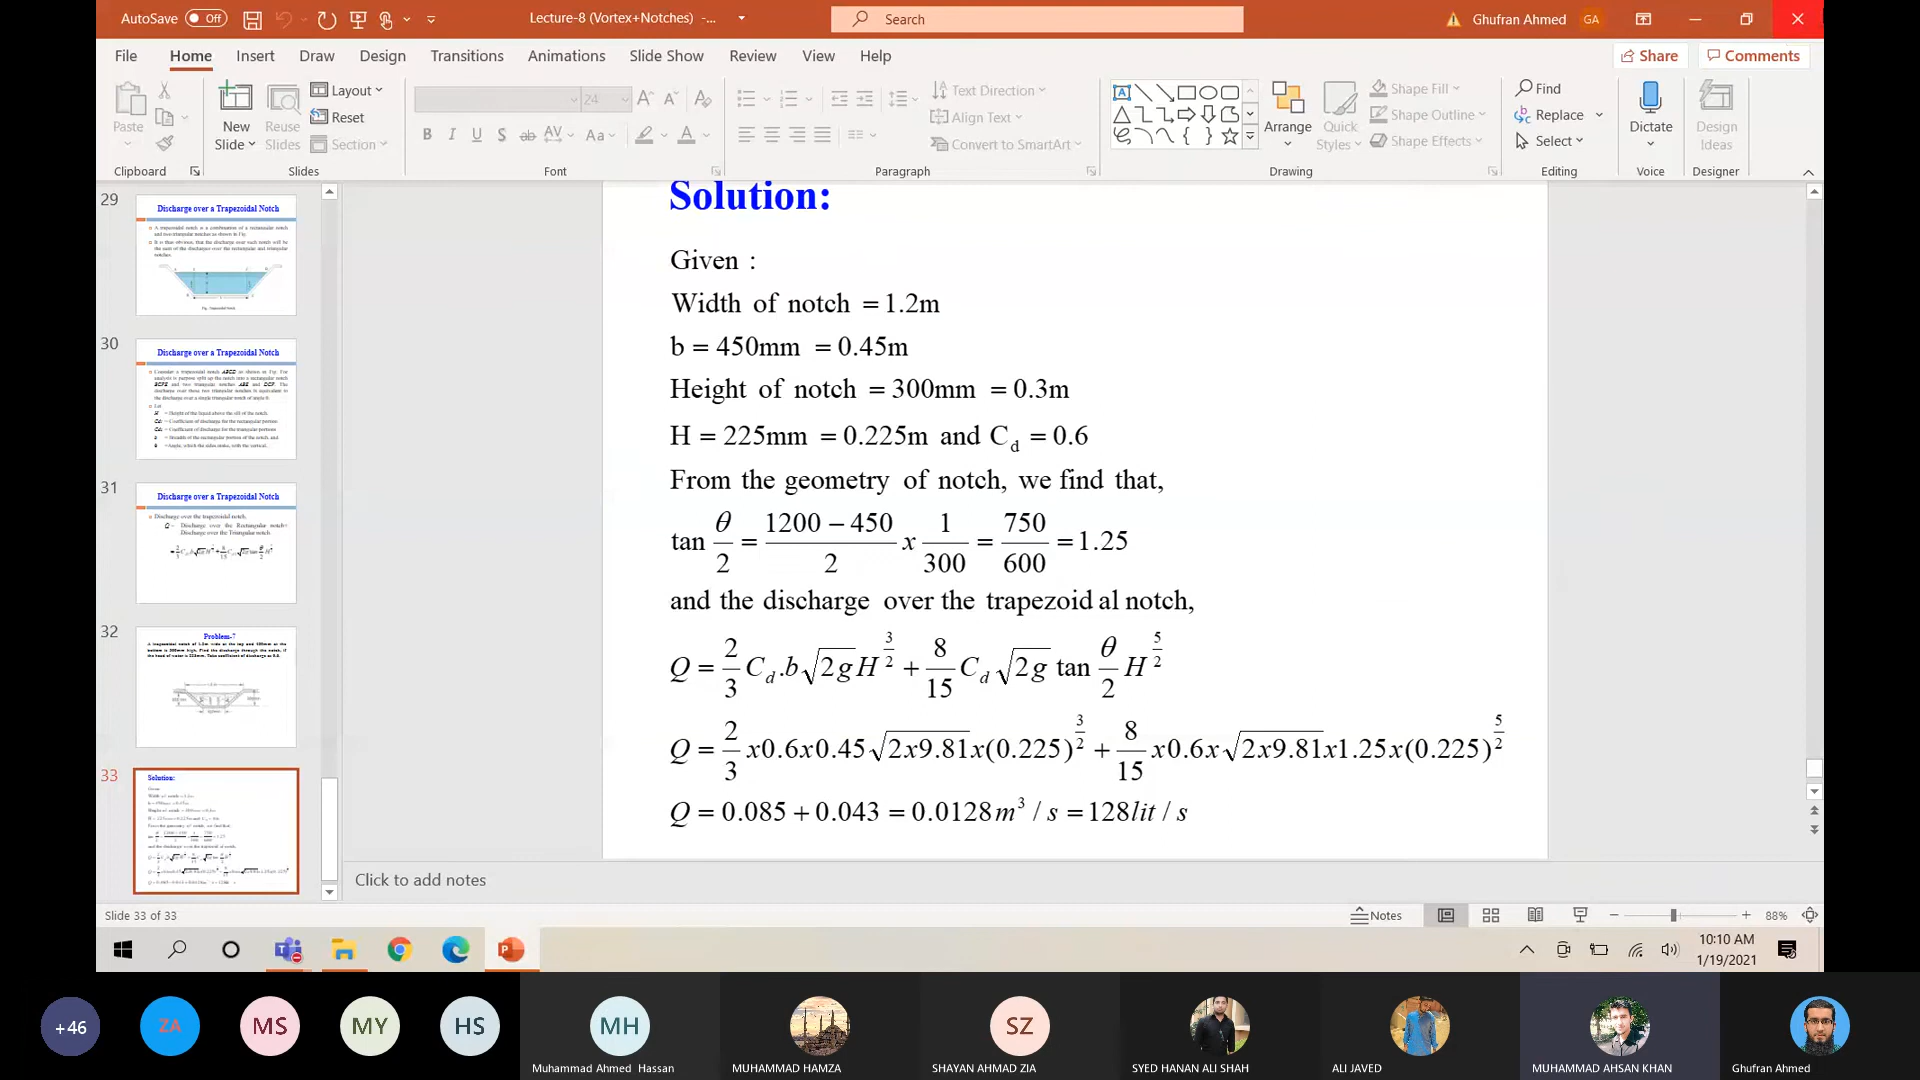 AutoSave Off Lecture-8 (Vortex+Notches) -... Search Ghufran Ahmed GA
File Home Insert Draw Design Transitions Animations Slide Show Review View Help Share Comments
Paste New Slide Reuse Slides Layout Reset Section 24 Text Direction Align Text Convert to SmartArt Arrange Quick Styles Shape Fill Shape Outline Shape Effects Find Replace Select Dictate Design Ideas
Clipboard Slides Font Paragraph Drawing Editing Voice Designer
29
Discharge over a Trapezoidal Notch
30
Discharge over a Trapezoidal Notch
31
Discharge over a Trapezoidal Notch
32
Problem-7
33
Solution:
Solution:
Given :
Width of notch = 1.2m
b = 450mm = 0.45m
Height of notch = 300mm = 0.3m
H = 225mm = 0.225m and Cd = 0.6
From the geometry of notch, we find that,
tan θ/2 = (1200 − 450)/2 x 1/300 = 750/600 = 1.25
and the discharge over the trapezoid al notch,
Q = 2/3 Cd.b√2g H^3/2 + 8/15 Cd √2g tan θ/2 H^5/2
Q = 2/3 x0.6x0.45√2x9.81x(0.225)^3/2 + 8/15 x0.6x√2x9.81x1.25x(0.225)^5/2
Q = 0.085 + 0.043 = 0.0128m³ / s = 128lit / s
Click to add notes
Slide 33 of 33 Notes 88%
10:10 AM
1/19/2021
+46 ZA MS MY HS MH SZ
Muhammad Ahmed Hassan MUHAMMAD HAMZA SHAYAN AHMAD ZIA SYED HANAN ALI SHAH ALI JAVED MUHAMMAD AHSAN KHAN Ghufran Ahmed